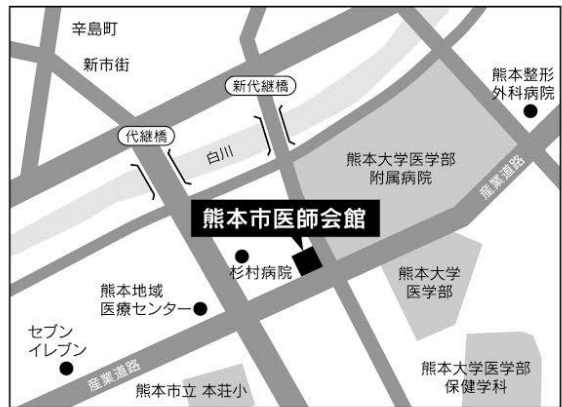 辛島町
新市街
新代継橋
代継橋
白川
熊本整形
外科病院
熊本大学医学部
附属病院
産業道路
熊本市医師会館
杉村病院
熊本大学
医学部
熊本地域
医療センター
セブン
イレブン
産業道路
熊本市立 本荘小
熊本大学医学部
保健学科